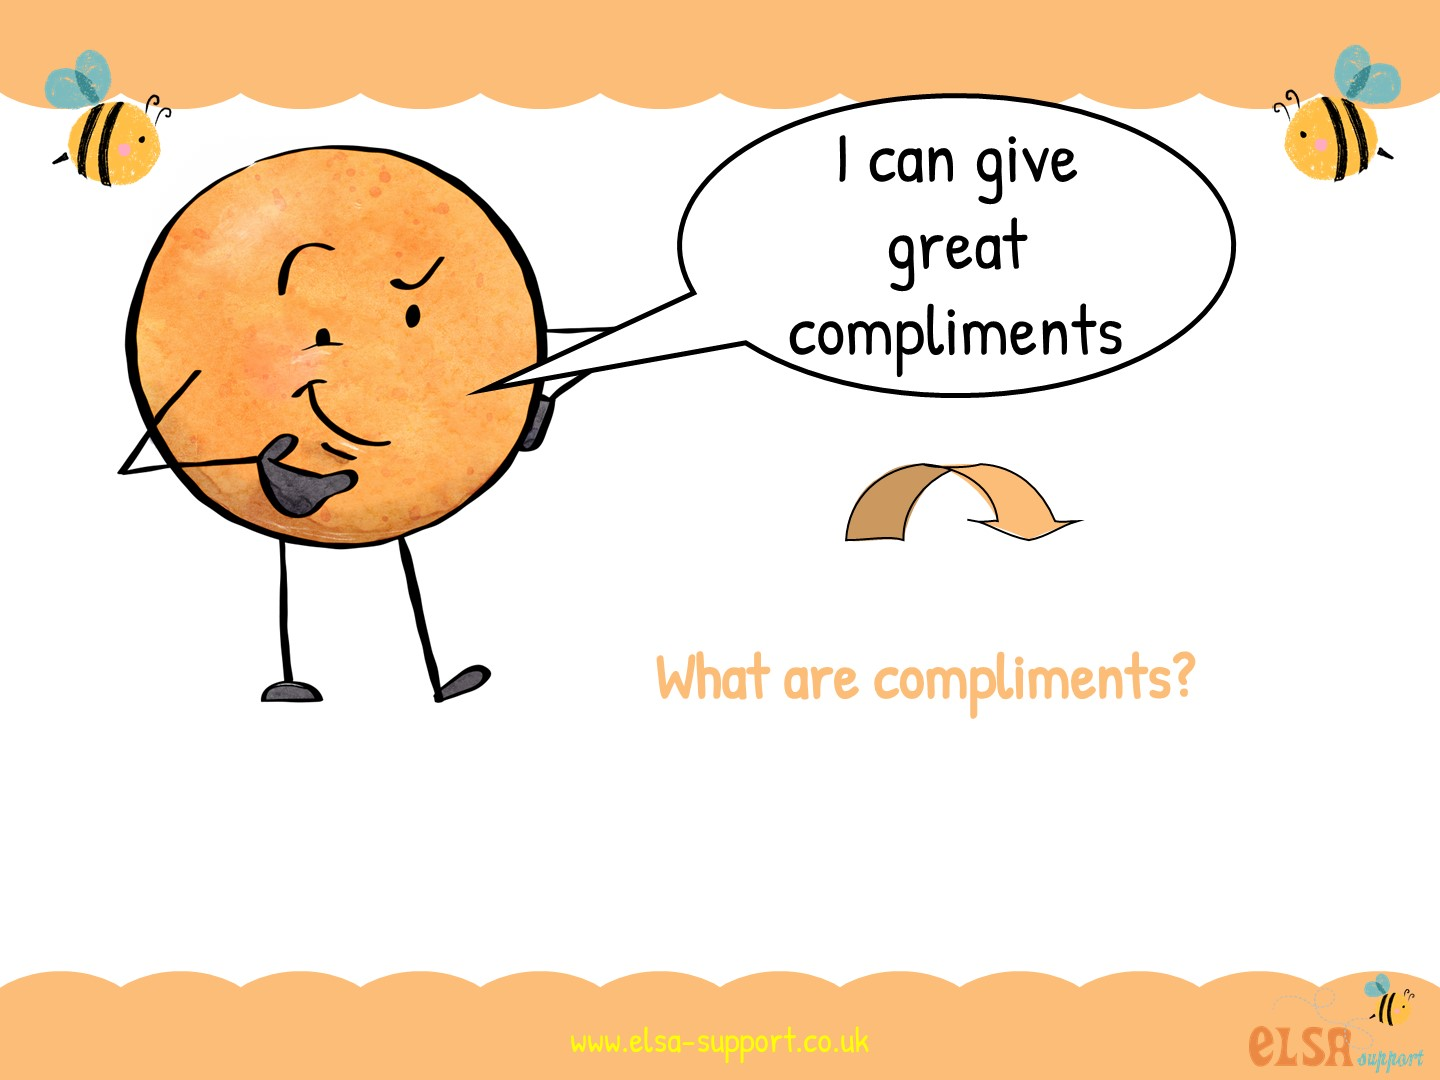 I can give
great
compliments
What are compliments?
www.elsa-support.co.uk
ELSA
support